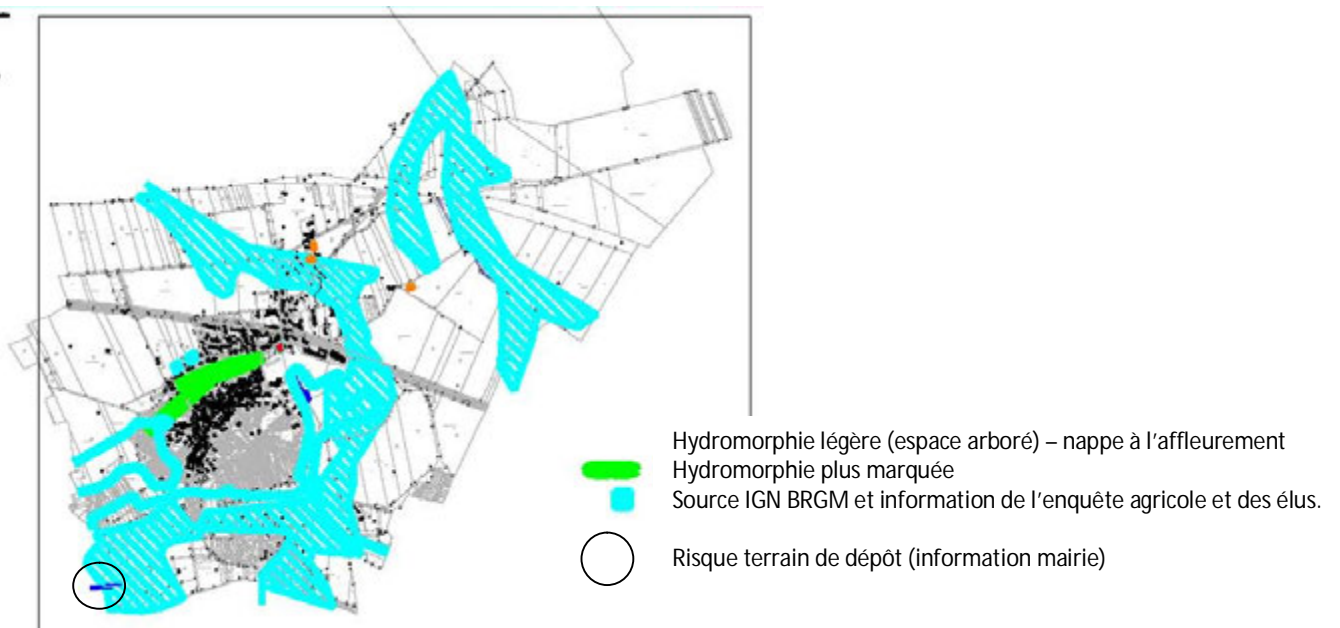 Hydromorphie légère (espace arboré) – nappe à l'affleurement
Hydromorphie plus marquée
Source IGN BRGM et information de l'enquête agricole et des élus.
Risque terrain de dépôt (information mairie)